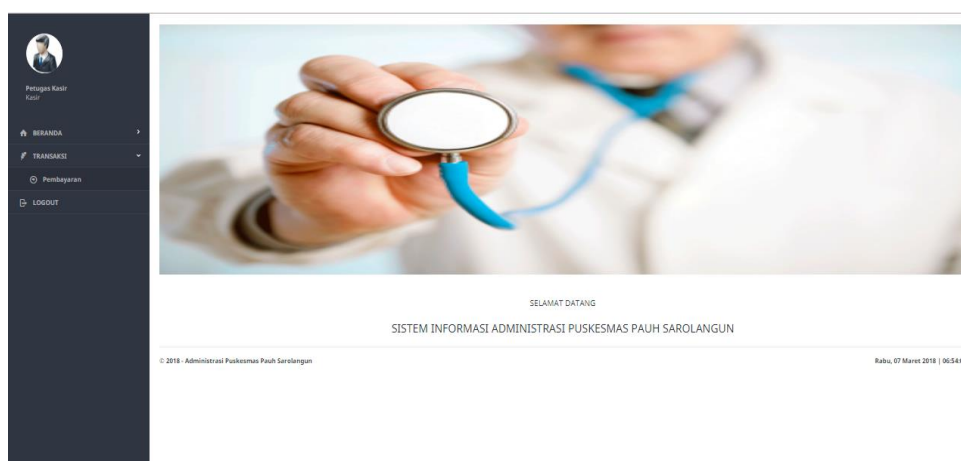 Petugas Kasir
Kasir
BERANDA
TRANSAKSI
Pembayaran
LOGOUT
SELAMAT DATANG
SISTEM INFORMASI ADMINISTRASI PUSKESMAS PAUH SAROLANGUN
© 2018 - Administrasi Puskesmas Pauh Sarolangun
Rabu, 07 Maret 2018 | 06:54: